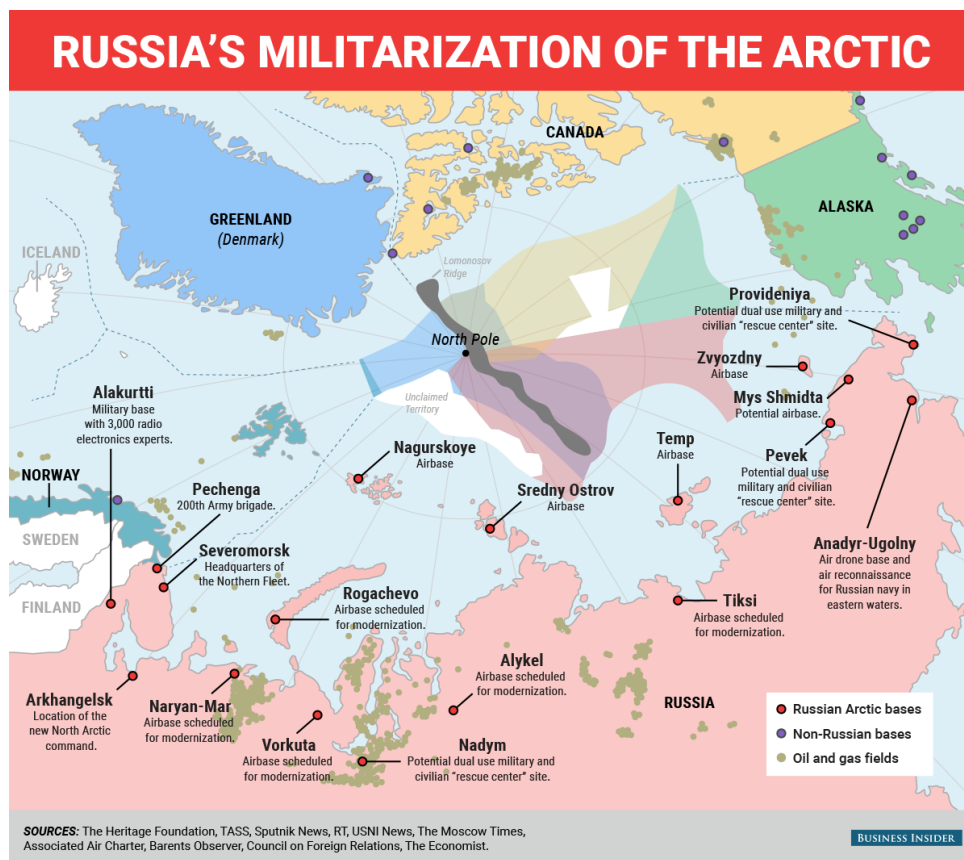 RUSSIA'S MILITARIZATION OF THE ARCTIC
CANADA
GREENLAND
(Denmark)
ALASKA
ICELAND
Lomonosov
Ridge
North Pole
Provideniya
Potential dual use military and
civilian "rescue center" site.
Zvyozdny
Airbase
Mys Shmidta
Potential airbase.
Unclaimed
Territory
Alakurtti
Military base
with 3,000 radio
electronics experts.
Nagurskoye
Airbase
Temp
Airbase
Pevek
Potential dual use
military and civilian
"rescue center" site.
NORWAY
Pechenga
200th Army brigade.
Sredny Ostrov
Airbase
SWEDEN
Severomorsk
Headquarters of
the Northern Fleet.
Anadyr-Ugolny
Air drone base and
air reconnaissance
for Russian navy in
eastern waters.
FINLAND
Rogachevo
Airbase scheduled
for modernization.
Tiksi
Airbase scheduled
for modernization.
Alykel
Airbase scheduled
for modernization.
Arkhangelsk
Location of the
new North Arctic
command.
Naryan-Mar
Airbase scheduled
for modernization.
Vorkuta
Airbase scheduled
for modernization.
Nadym
Potential dual use military and
civilian "rescue center" site.
RUSSIA
Russian Arctic bases
Non-Russian bases
Oil and gas fields
SOURCES: The Heritage Foundation, TASS, Sputnik News, RT, USNI News, The Moscow Times,
Associated Air Charter, Barents Observer, Council on Foreign Relations, The Economist.
BUSINESS INSIDER